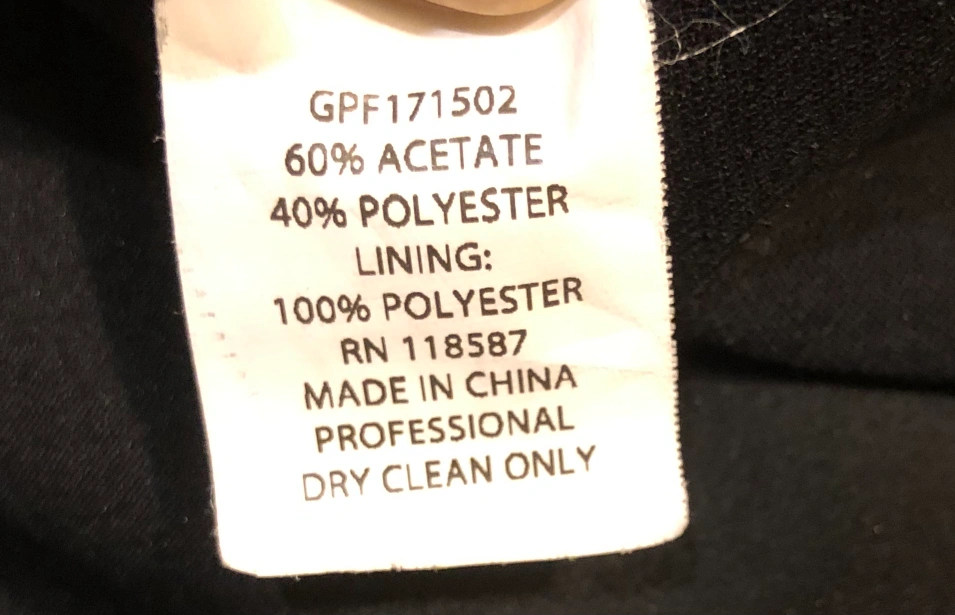 GPF171502
60% ACETATE
40% POLYESTER
LINING:
100% POLYESTER
RN 118587
MADE IN CHINA
PROFESSIONAL
DRY CLEAN ONLY